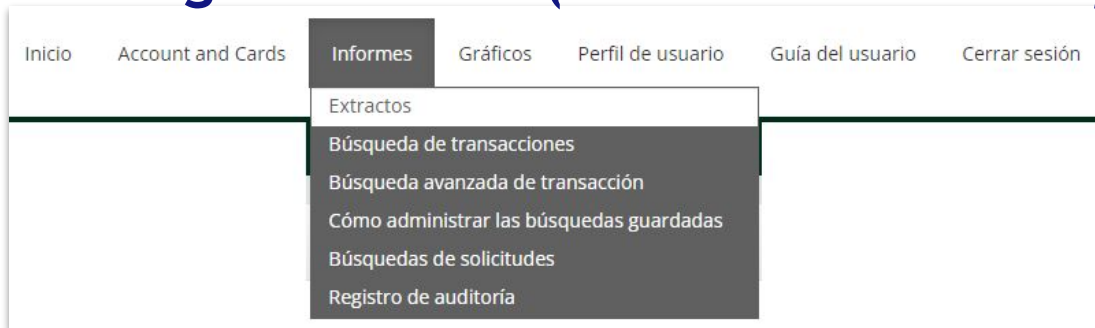 Inicio Account and Cards Informes Gráficos Perfil de usuario Guía del usuario Cerrar sesión
Extractos
Búsqueda de transacciones
Búsqueda avanzada de transacción
Cómo administrar las búsquedas guardadas
Búsquedas de solicitudes
Registro de auditoría